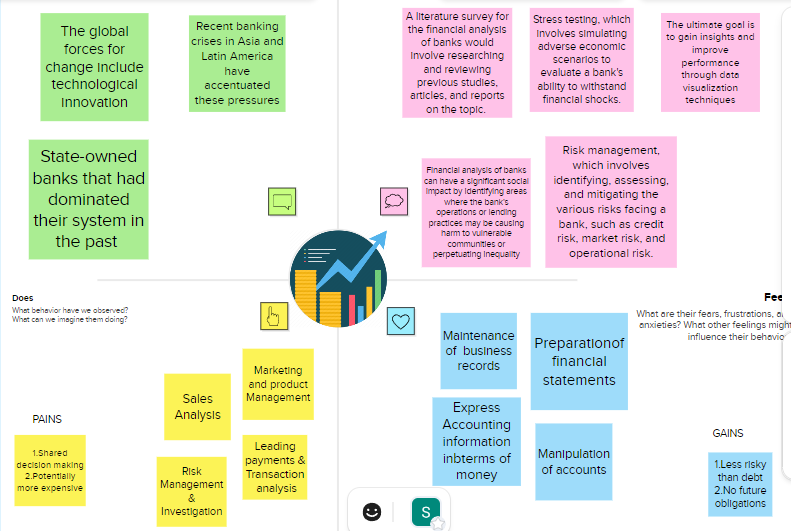 The global
forces for
change include
technological
innovation
Recent banking
crises in Asia and
Latin America
have
accentuated
these pressures
State-owned
banks that had
dominated
their system in
the past
A literature survey for
the financial analysis
of banks would
involve researching
and reviewing
previous studies,
articles, and reports
on the topic.
Stress testing, which
involves simulating
adverse economic
scenarios to
evaluate a bank's
ability to withstand
financial shocks.
The ultimate goal is
to gain insights and
improve
performance
through data
visualization
techniques
Financial analysis of banks
can have a significant social
impact by identifying areas
where the bank's
operations or lending
practices may be causing
harm to vulnerable
communities or
perpetuating inequality
Risk management,
which involves
identifying, assessing,
and mitigating the
various risks facing a
bank, such as credit
risk, market risk, and
operational risk.
Does
What behavior have we observed?
What can we imagine them doing?
Sales
Analysis
Marketing
and product
Management
Risk
Management
&
Investigation
Leading
payments &
Transaction
analysis
PAINS
1.Shared
decision making
2.Potentially
more expensive
Fee
What are their fears, frustrations, a
anxieties? What other feelings migh
influence their behavio
Maintenance
of business
records
Preparationof
financial
statements
Express
Accounting
information
inbterms of
money
Manipulation
of accounts
GAINS
1.Less risky
than debt
2.No future
obligations
S